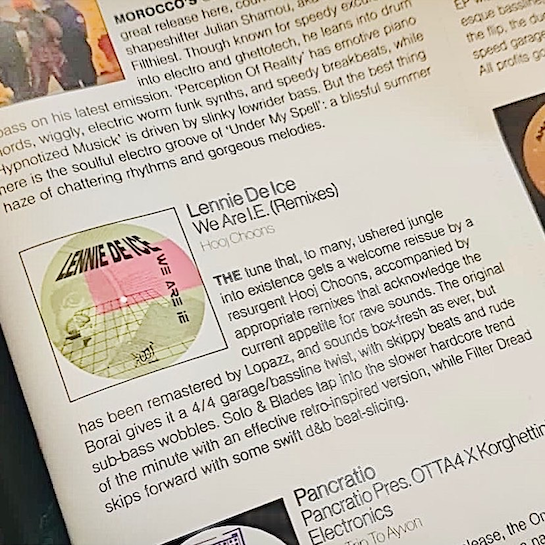 MOROCCO'S
great release here,
shapeshifter Julian Shamou,
Filthiest. Though known for speedy
into electro and ghettotech, he leans into drum
bass on his latest emission. 'Perception Of Reality' has emotive piano
wiggly, electric worm funk synths, and speedy breakbeats, while
Hypnotized Musick' is driven by slinky lowrider bass. But the best thing
here is the soulful electro groove of 'Under My Spell': a blissful summer
haze of chattering rhythms and gorgeous melodies.
EP
esque
the flip, the
speed garage
All profits
LENNIE DE ICE
WE ARE IE
Lennie De Ice
We Are I.E. (Remixes)
Hooj Choons
THE tune that, to many, ushered jungle
into existence gets a welcome reissue by a
resurgent Hooj Choons, accompanied by
appropriate remixes that acknowledge the
current appetite for rave sounds. The original
has been remastered by Lopazz, and sounds box-fresh as ever, but
Borai gives it a 4/4 garage/bassline twist, with skippy beats and rude
sub-bass wobbles. Solo & Blades tap into the slower hardcore trend
of the minute with an effective retro-inspired version, while Filter Dread
skips forward with some swift d&b beat-slicing.
Pancratio
Pancratio Pres. OTTA4 X Korghettin
Electronics
Trip To Ayvon
the